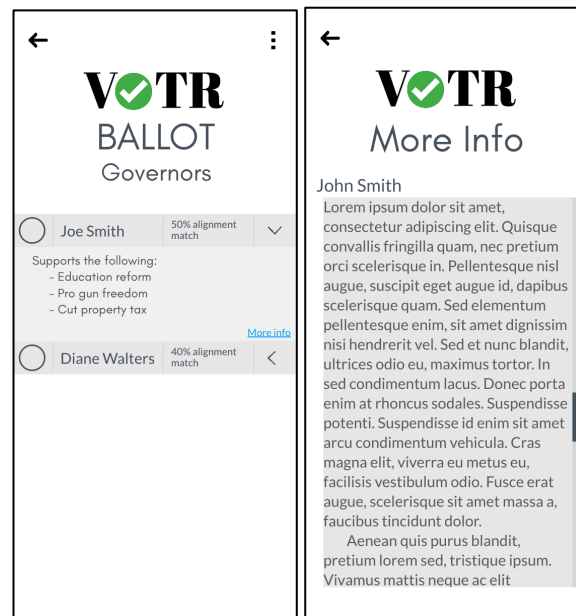 VOTR
BALLOT
Governors
Joe Smith
50% alignment
match
Supports the following:
- Education reform
- Pro gun freedom
- Cut property tax
More info
Diane Walters
40% alignment
match
VOTR
More Info
John Smith
Lorem ipsum dolor sit amet,
consectetur adipiscing elit. Quisque
convallis fringilla quam, nec pretium
orci scelerisque in. Pellentesque nisl
augue, suscipit eget augue id, dapibus
scelerisque quam. Sed elementum
pellentesque enim, sit amet dignissim
nisi hendrerit vel. Sed et nunc blandit,
ultrices odio eu, maximus tortor. In
sed condimentum lacus. Donec porta
enim at rhoncus sodales. Suspendisse
potenti. Suspendisse id enim sit amet
arcu condimentum vehicula. Cras
magna elit, viverra eu metus eu,
facilisis vestibulum odio. Fusce erat
augue, scelerisque sit amet massa a,
faucibus tincidunt dolor.
Aenean quis purus blandit,
pretium lorem sed, tristique ipsum.
Vivamus mattis neque ac elit